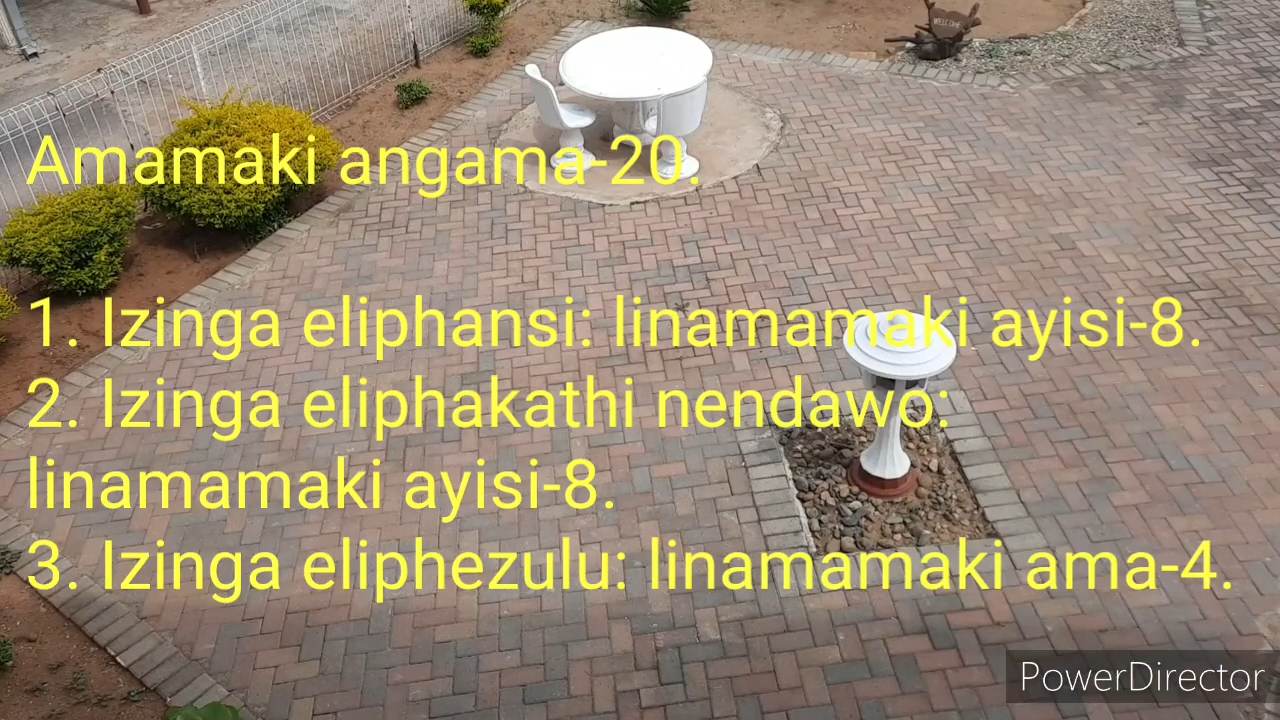 WELCOME
Amamaki angama-20.
1. Izinga eliphansi: linamamaki ayisi-8.
2. Izinga eliphakathi nendawo:
linamamaki ayisi-8.
3. Izinga eliphezulu: linamamaki ama-4.
PowerDirector